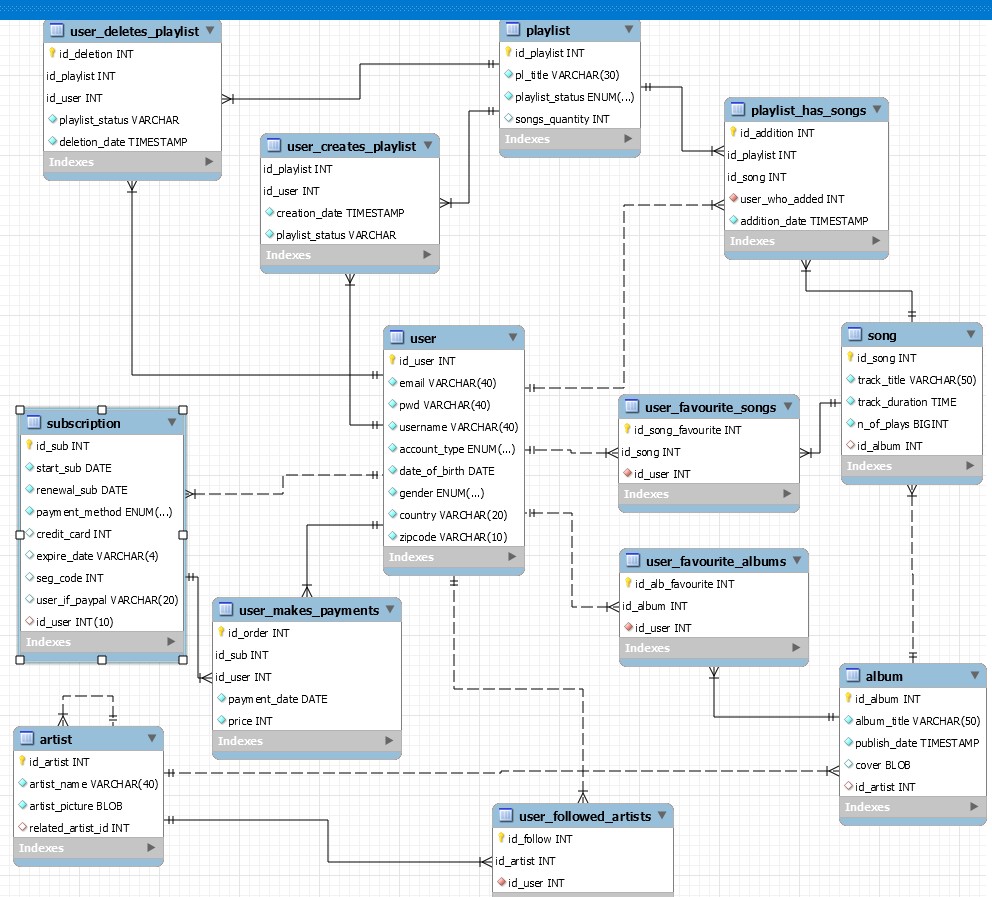 user_deletes_playlist
id_deletion INT
id_playlist INT
id_user INT
playlist_status VARCHAR
deletion_date TIMESTAMP
Indexes
playlist
id_playlist INT
pl_title VARCHAR(30)
playlist_status ENUM(...)
songs_quantity INT
Indexes
playlist_has_songs
id_addition INT
id_playlist INT
id_song INT
user_who_added INT
addition_date TIMESTAMP
Indexes
user_creates_playlist
id_playlist INT
id_user INT
creation_date TIMESTAMP
playlist_status VARCHAR
Indexes
user
id_user INT
email VARCHAR(40)
pwd VARCHAR(40)
username VARCHAR(40)
account_type ENUM(...)
date_of_birth DATE
gender ENUM(...)
country VARCHAR(20)
zipcode VARCHAR(10)
Indexes
song
id_song INT
track_title VARCHAR(50)
track_duration TIME
n_of_plays BIGINT
id_album INT
Indexes
subscription
id_sub INT
start_sub DATE
renewal_sub DATE
payment_method ENUM(...)
credit_card INT
expire_date VARCHAR(4)
seg_code INT
user_if_paypal VARCHAR(20)
id_user INT(10)
Indexes
user_favourite_songs
id_song_favourite INT
id_song INT
id_user INT
Indexes
user_favourite_albums
id_alb_favourite INT
id_album INT
id_user INT
Indexes
user_makes_payments
id_order INT
id_sub INT
id_user INT
payment_date DATE
price INT
Indexes
album
id_album INT
album_title VARCHAR(50)
publish_date TIMESTAMP
cover BLOB
id_artist INT
Indexes
artist
id_artist INT
artist_name VARCHAR(40)
artist_picture BLOB
related_artist_id INT
Indexes
user_followed_artists
id_follow INT
id_artist INT
id_user INT